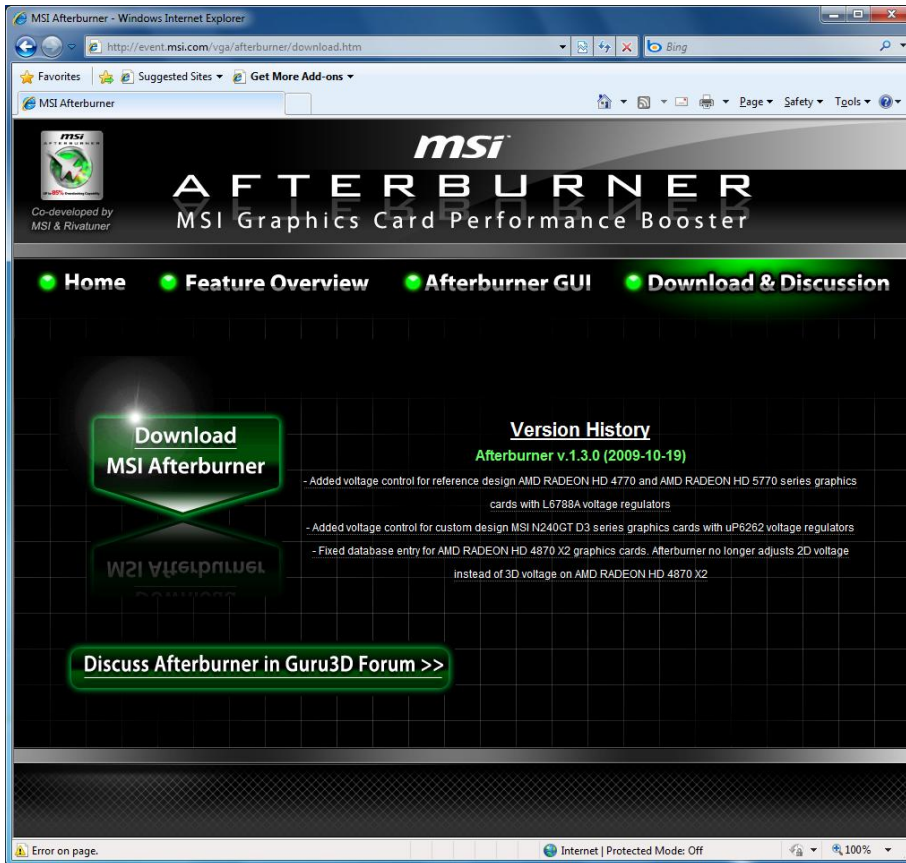 MSI Afterburner - Windows Internet Explorer
http://event.msi.com/vga/afterburner/download.htm
Bing
Favorites Suggested Sites Get More Add-ons
MSI Afterburner
Page Safety Tools
msi
AFTERBURNER
msi
AFTERBURNER
MSI Graphics Card Performance Booster
Co-developed by
MSI & Rivatuner
Home Feature Overview Afterburner GUI Download & Discussion
Download
MSI Afterburner
Version History
Afterburner v.1.3.0 (2009-10-19)
- Added voltage control for reference design AMD RADEON HD 4770 and AMD RADEON HD 5770 series graphics
cards with L6788A voltage regulators
- Added voltage control for custom design MSI N240GT D3 series graphics cards with uP6262 voltage regulators
- Fixed database entry for AMD RADEON HD 4870 X2 graphics cards. Afterburner no longer adjusts 2D voltage
instead of 3D voltage on AMD RADEON HD 4870 X2
MSI Afterburner
Download
Discuss Afterburner in Guru3D Forum >>
Error on page. Internet | Protected Mode: Off 100%